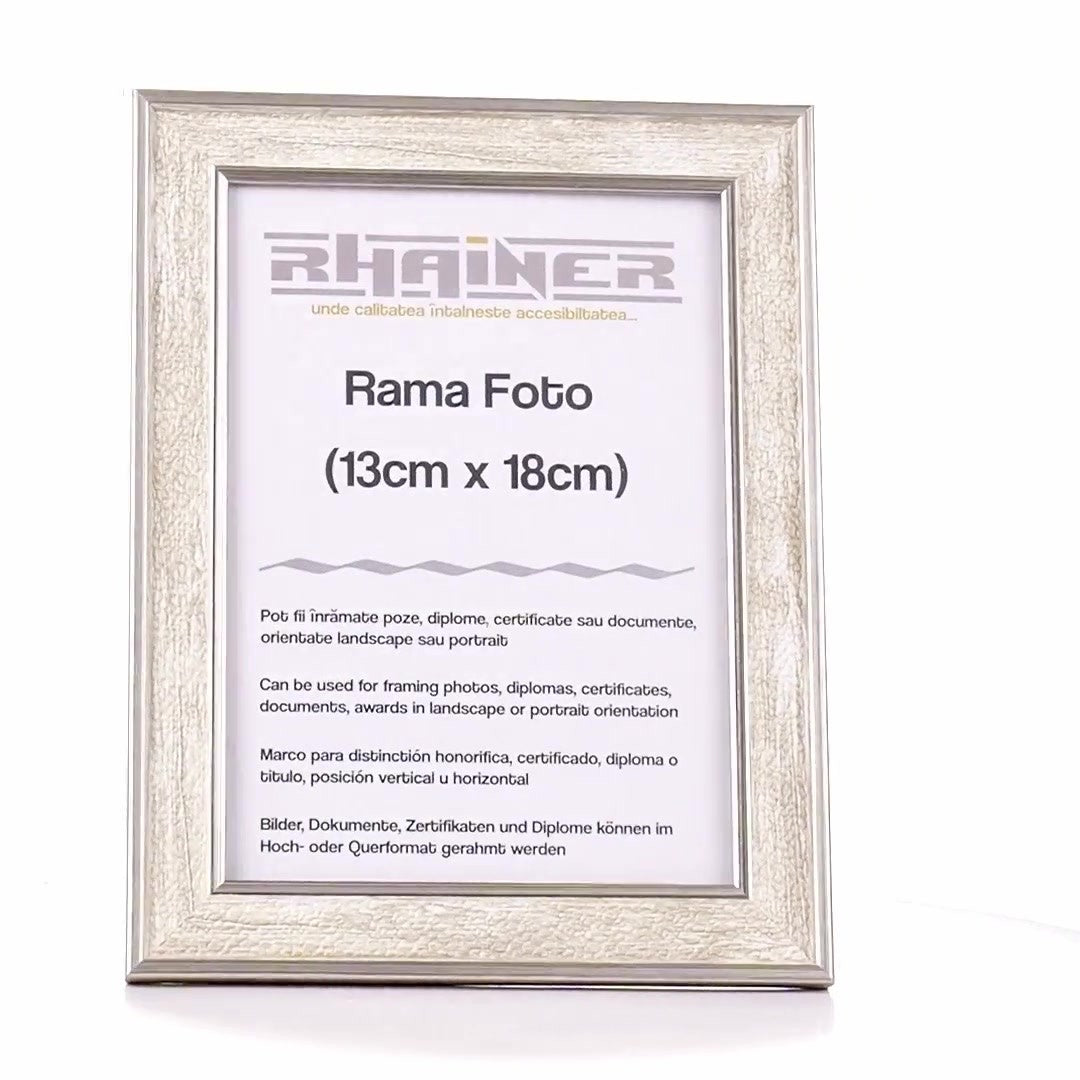 RHAINER
unde calitatea întalneste accesibiltatea...
Rama Foto
(13cm x 18cm)
Pot fii înrămate poze, diplome, certificate sau documente,
orientate landscape sau portrait
Can be used for framing photos, diplomas, certificates,
documents, awards in landscape or portrait orientation
Marco para distinctión honorifica, certificado, diploma o
titulo, posición vertical u horizontal
Bilder, Dokumente, Zertifikaten und Diplome können im
Hoch- oder Querformat gerahmt werden